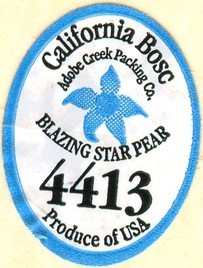 California Bosc
Adobe Creek Packing Co.
BLAZING STAR PEAR
4413
Produce of USA